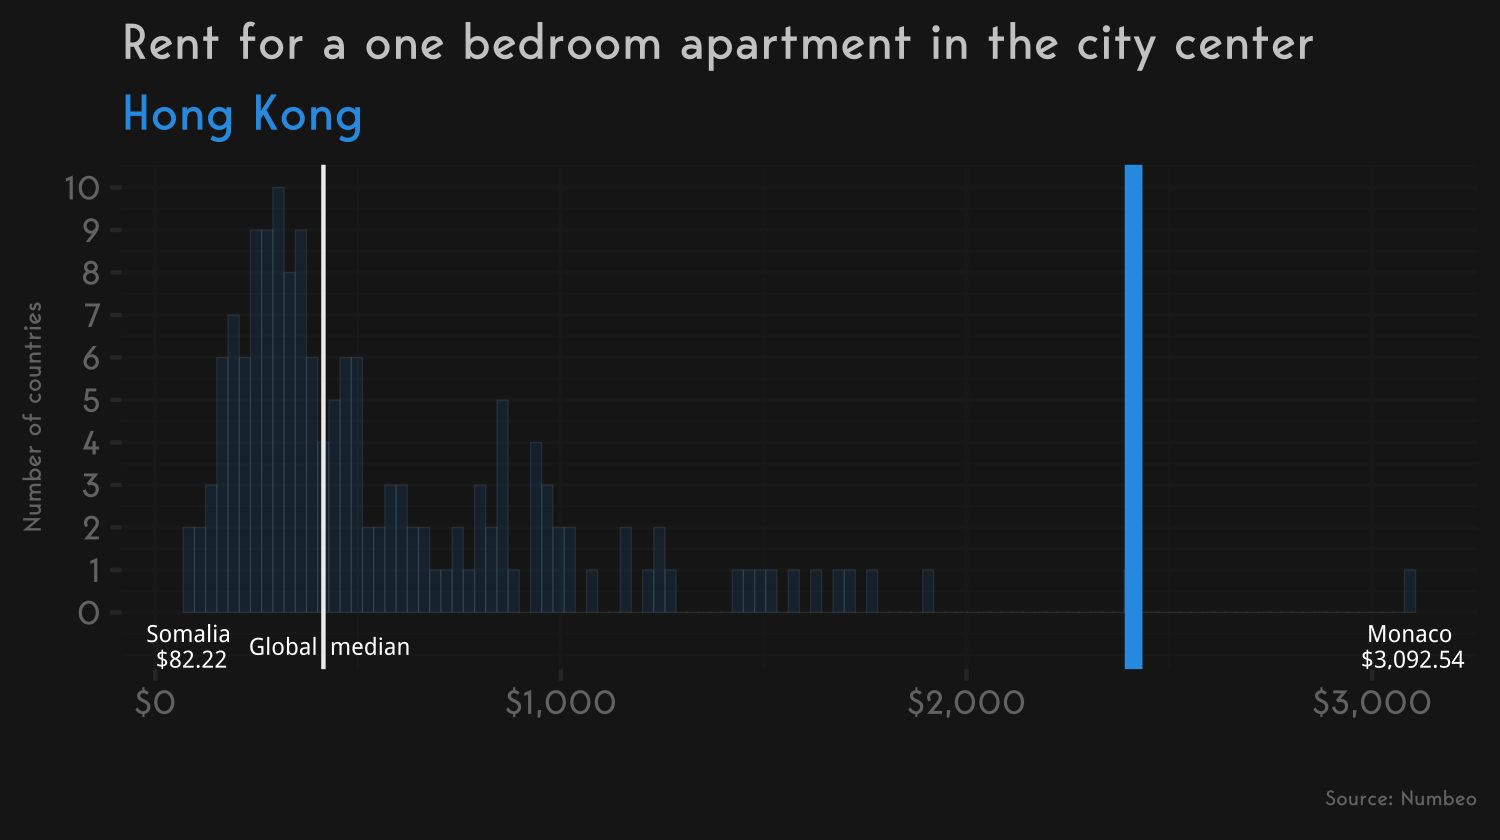 Rent for a one bedroom apartment in the city center
Hong Kong
Number of countries
10
9
8
7
6
5
4
3
2
1
0
Somalia
$82.22
Global median
Monaco
$3,092.54
$0 $1,000 $2,000 $3,000
Source: Numbeo